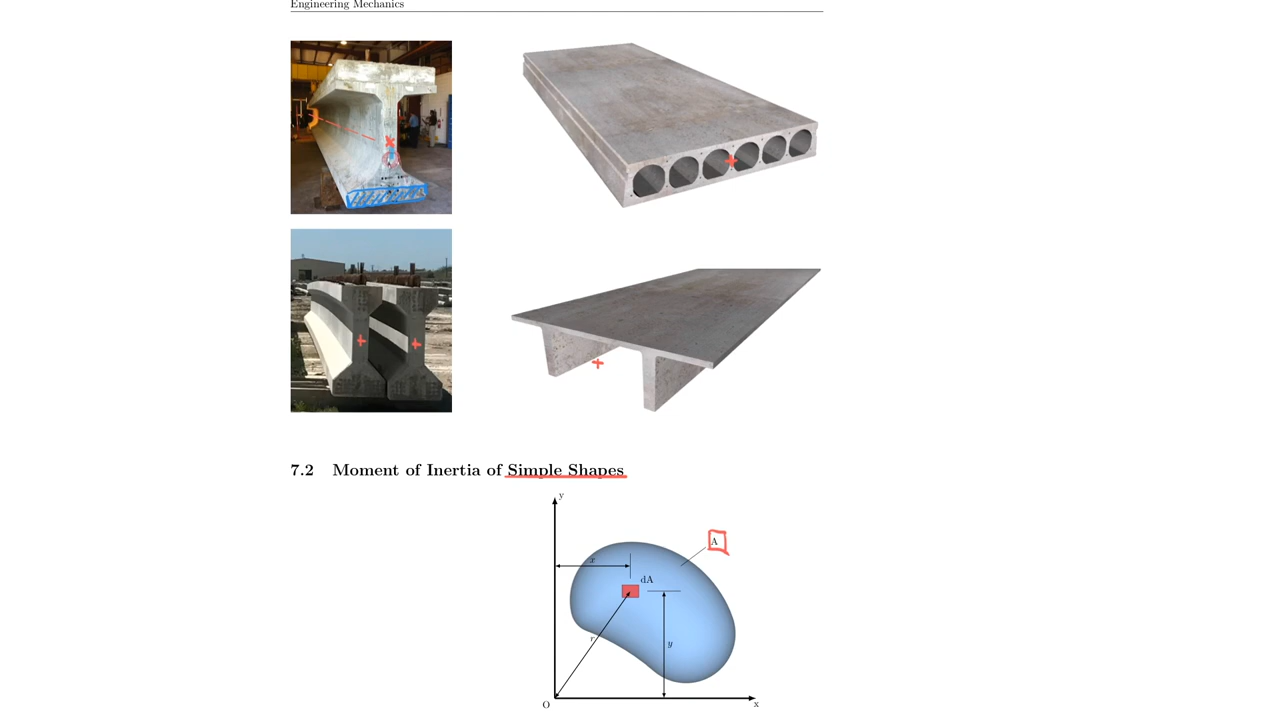 Engineering Mechanics
7.2 Moment of Inertia of Simple Shapes
y
A
x
dA
r
y
O
x